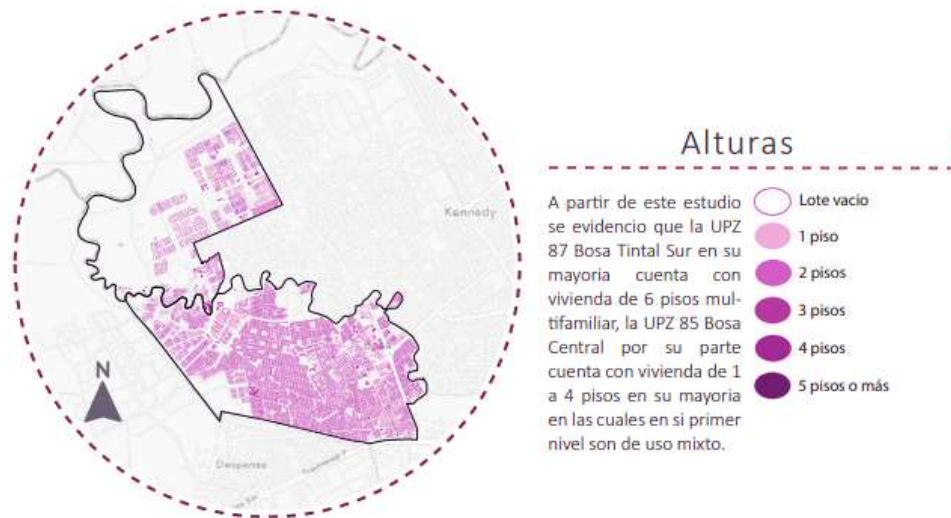 Alturas
A partir de este estudio
se evidencio que la UPZ
87 Bosa Tintal Sur en su
mayoria cuenta con
vivienda de 6 pisos mul-
tifamiliar, la UPZ 85 Bosa
Central por su parte
cuenta con vivienda de 1
a 4 pisos en su mayoria
en las cuales en si primer
nivel son de uso mixto.
Lote vacio
1 piso
2 pisos
3 pisos
4 pisos
5 pisos o más
Kennedy
N
Despensa